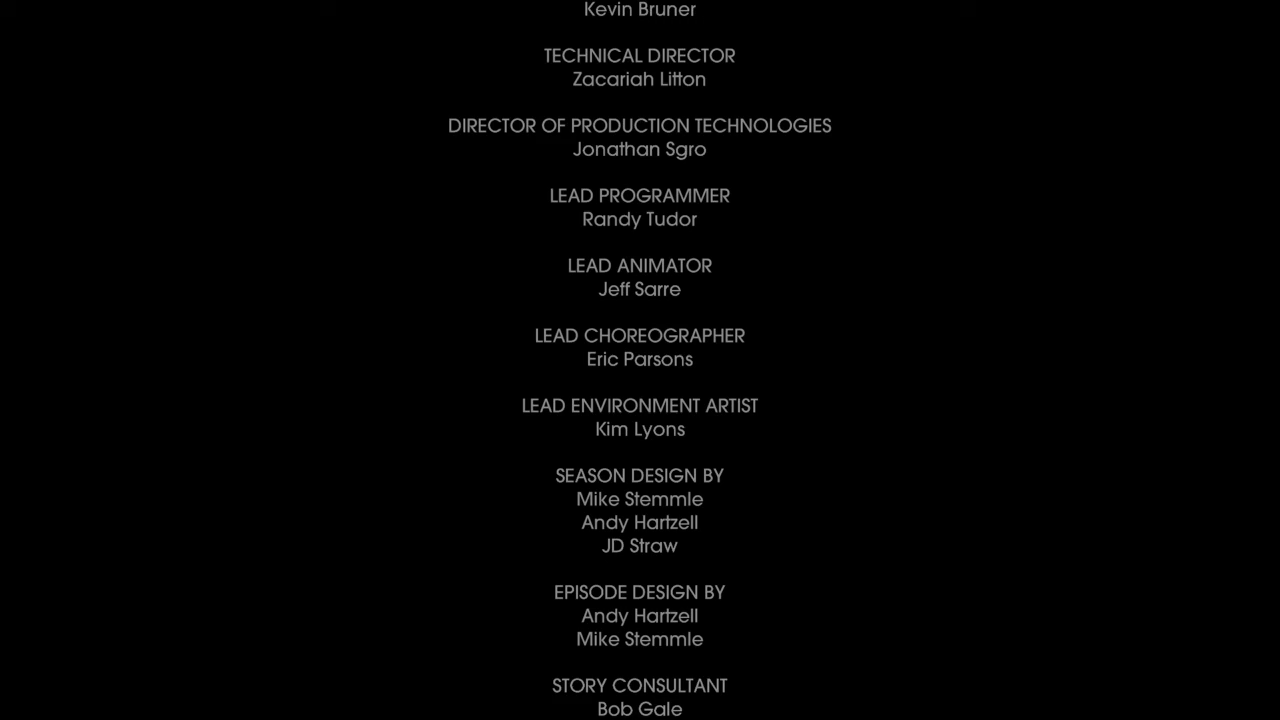 Kevin Bruner
TECHNICAL DIRECTOR
Zacariah Litton
DIRECTOR OF PRODUCTION TECHNOLOGIES
Jonathan Sgro
LEAD PROGRAMMER
Randy Tudor
LEAD ANIMATOR
Jeff Sarre
LEAD CHOREOGRAPHER
Eric Parsons
LEAD ENVIRONMENT ARTIST
Kim Lyons
SEASON DESIGN BY
Mike Stemmle
Andy Hartzell
JD Straw
EPISODE DESIGN BY
Andy Hartzell
Mike Stemmle
STORY CONSULTANT
Bob Gale